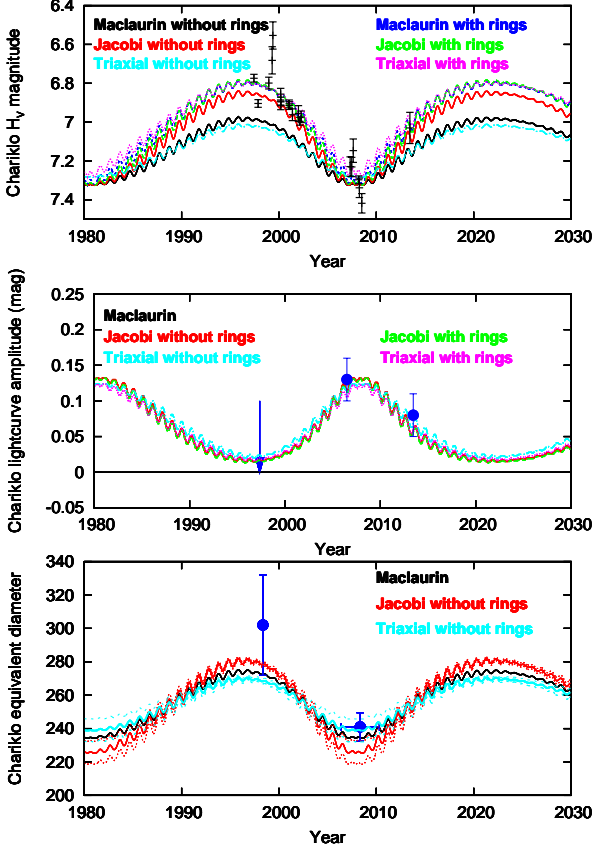 6.4
6.6
6.8
7
7.2
7.4
Chariklo HV magnitude
Maclaurin without rings
Jacobi without rings
Triaxial without rings
Maclaurin with rings
Jacobi with rings
Triaxial with rings
1980 1990 2000 2010 2020 2030
Year
0.25
0.2
0.15
0.1
0.05
0
-0.05
Chariklo lightcurve amplitude (mag)
Maclaurin
Jacobi without rings
Triaxial without rings
Jacobi with rings
Triaxial with rings
1980 1990 2000 2010 2020 2030
Year
340
320
300
280
260
240
220
200
Chariklo equivalent diameter
Maclaurin
Jacobi without rings
Triaxial without rings
1980 1990 2000 2010 2020 2030
Year